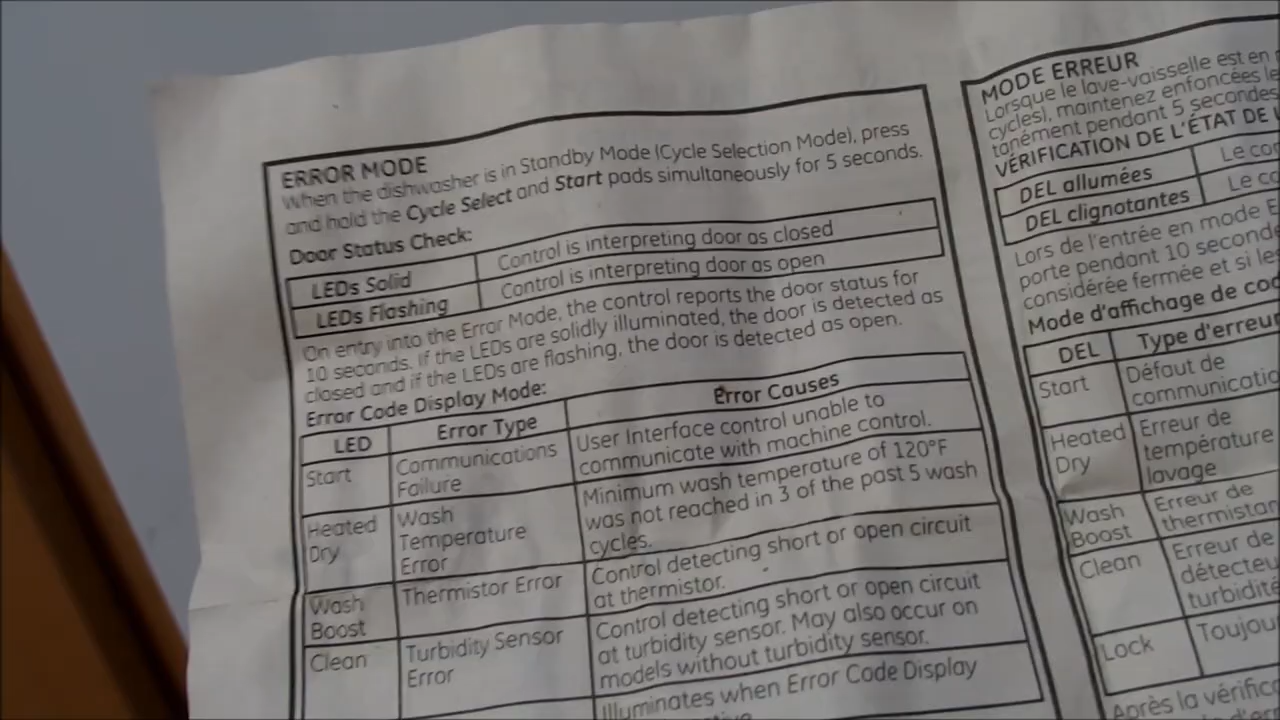 ERROR MODE
When the dishwasher is in Standby Mode (Cycle Selection Mode), press
and hold the Cycle Select and Start pads simultaneously for 5 seconds.
Door Status Check:
LEDs Solid Control is interpreting door as closed
LEDs Flashing Control is interpreting door as open
On entry into the Error Mode, the control reports the door status for
10 seconds. If the LEDs are solidly illuminated, the door is detected as
closed and if the LEDs are flashing, the door is detected as open.
Error Code Display Mode:
LED Error Type Error Causes
Start
Communications
Failure
User Interface control unable to
communicate with machine control.
Heated
Dry
Wash
Temperature
Error
Minimum wash temperature of 120°F
was not reached in 3 of the past 5 wash
cycles.
Wash
Boost
Thermistor Error
Control detecting short or open circuit
at thermistor.
Clean
Turbidity Sensor
Error
Control detecting short or open circuit
at turbidity sensor. May also occur on
models without turbidity sensor.
Illuminates when Error Code Display
MODE ERREUR
Lorsque le lave-vaisselle est en
cycles), maintenez enfoncées le
tanément pendant 5 secondes
VÉRIFICATION DE L'ÉTAT DE
DEL allumées Le co
DEL clignotantes Le co
Lors de l'entrée en mode E
porte pendant 10 seconde
considérée fermée et si les
Mode d'affichage de cod
DEL Type d'erreur
Start
Défaut de
communicatio
Heated
Dry
Erreur de
température
lavage
Wash
Boost
Erreur de
thermistan
Clean
Erreur de
détecteu
turbidité
Lock
Toujou
Après la vérific